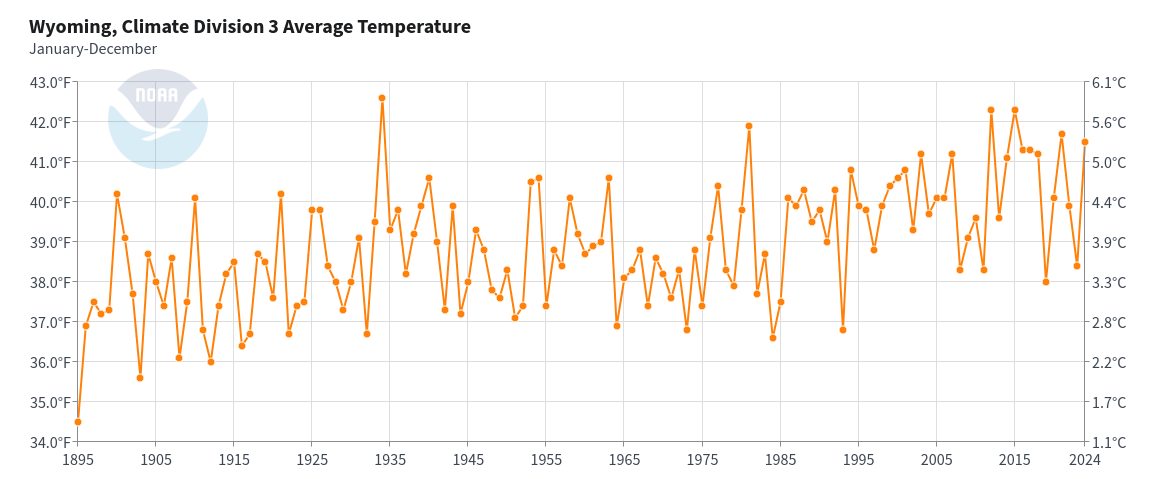 Wyoming, Climate Division 3 Average Temperature
January-December
NOAA
43.0°F 6.1°C
42.0°F 5.6°C
41.0°F 5.0°C
40.0°F 4.4°C
39.0°F 3.9°C
38.0°F 3.3°C
37.0°F 2.8°C
36.0°F 2.2°C
35.0°F 1.7°C
34.0°F 1.1°C
1895 1905 1915 1925 1935 1945 1955 1965 1975 1985 1995 2005 2015 2024